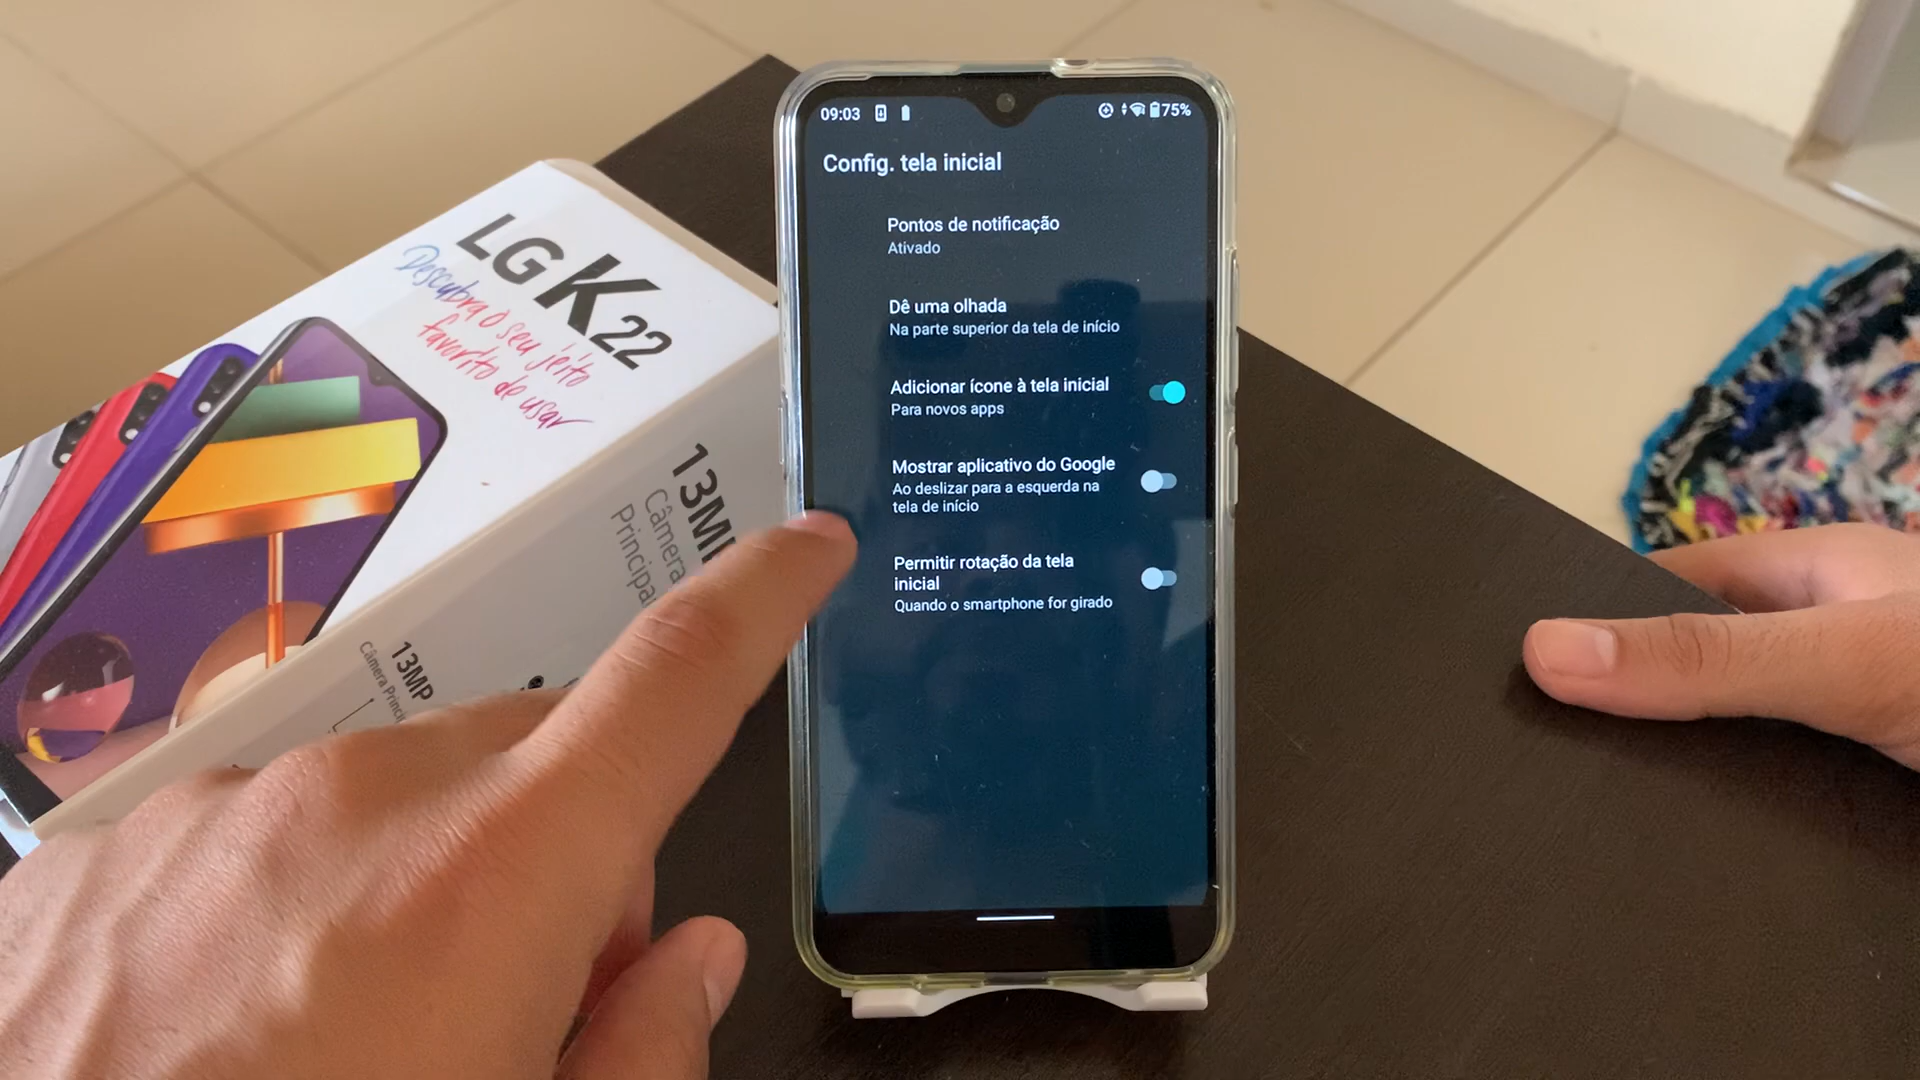 09:03
75%
Config. tela inicial
Pontos de notificação
Ativado
Dê uma olhada
Na parte superior da tela de início
Adicionar ícone à tela inicial
Para novos apps
Mostrar aplicativo do Google
Ao deslizar para a esquerda na
tela de início
Permitir rotação da tela
inicial
Quando o smartphone for girado
LG K22
Descubra o seu jeito
favorito de usar
13MP
Câmera
13MP
Câmera